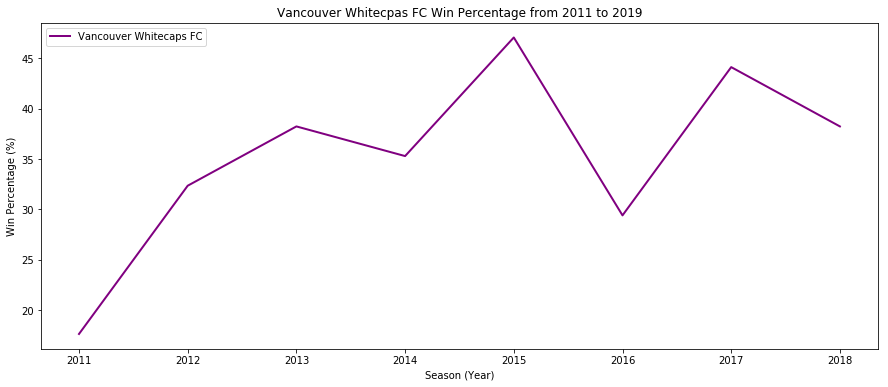 Vancouver Whitecpas FC Win Percentage from 2011 to 2019
Vancouver Whitecaps FC
Win Percentage (%)
45
40
35
30
25
20
2011 2012 2013 2014 2015 2016 2017 2018
Season (Year)